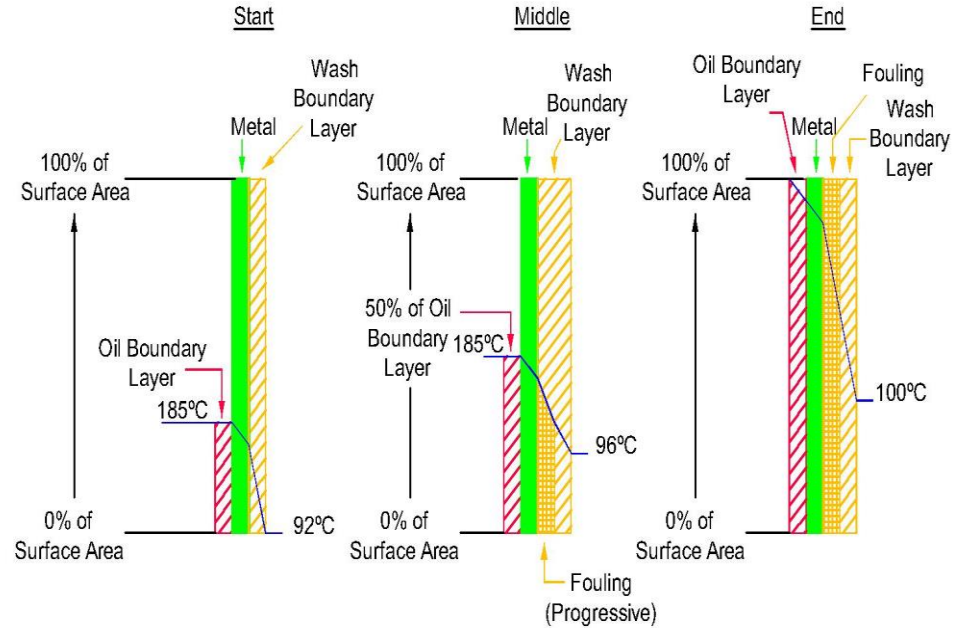 Start
Wash
Boundary
Layer
Metal
100% of
Surface Area
Oil Boundary
Layer
185ºC
0% of
Surface Area
92ºC
Middle
Wash
Boundary
Layer
Metal
100% of
Surface Area
50% of Oil
Boundary
Layer
185ºC
96ºC
0% of
Surface Area
Fouling
(Progressive)
End
Oil Boundary
Layer
Fouling
Metal
Wash
Boundary
Layer
100% of
Surface Area
100ºC
0% of
Surface Area